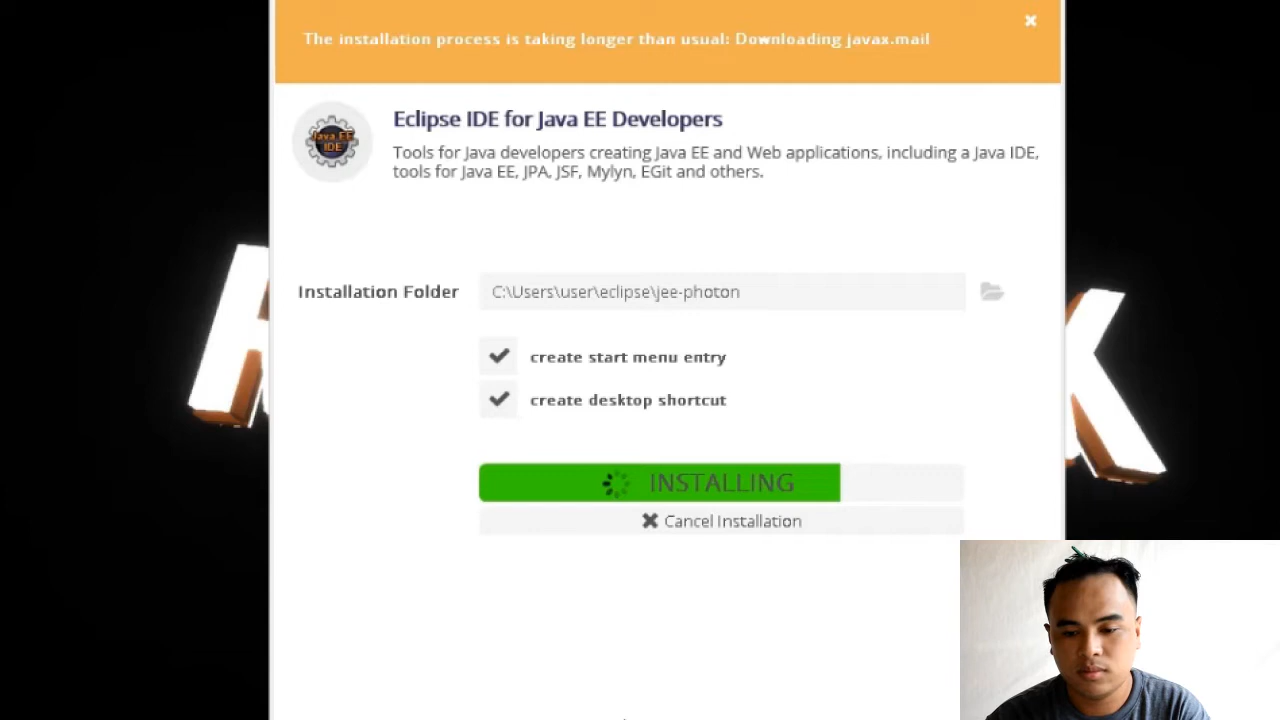 The installation process is taking longer than usual: Downloading javax.mail
Java EE
IDE
Eclipse IDE for Java EE Developers
Tools for Java developers creating Java EE and Web applications, including a Java IDE,
tools for Java EE, JPA, JSF, Mylyn, EGit and others.
Installation Folder
C:\Users\user\eclipse\jee-photon
create start menu entry
create desktop shortcut
INSTALLING
Cancel Installation